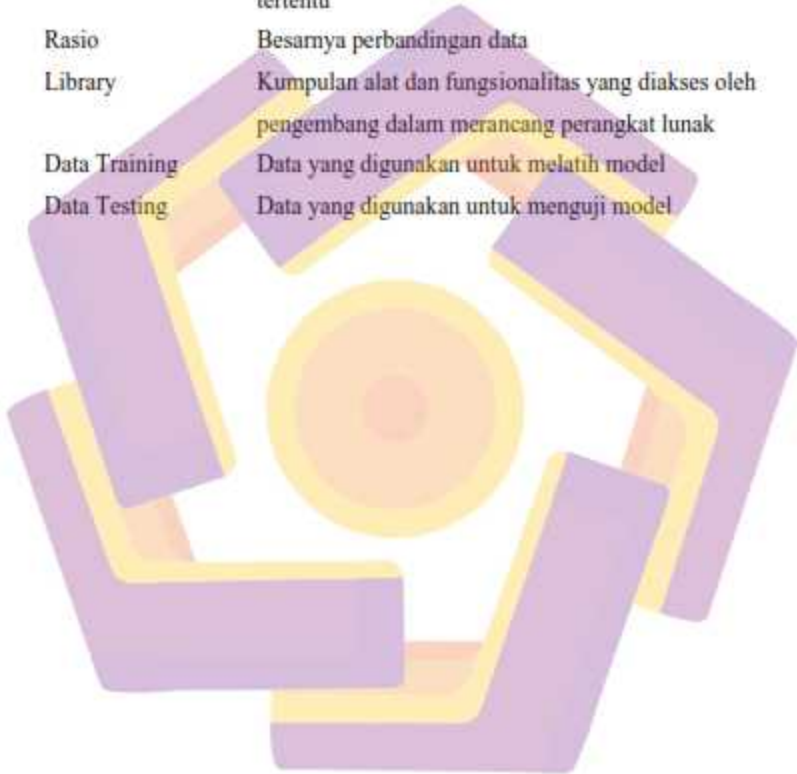 tertentu
Rasio Besarnya perbandingan data
Library Kumpulan alat dan fungsionalitas yang diakses oleh
pengembang dalam merancang perangkat lunak
Data Training Data yang digunakan untuk melatih model
Data Testing Data yang digunakan untuk menguji model